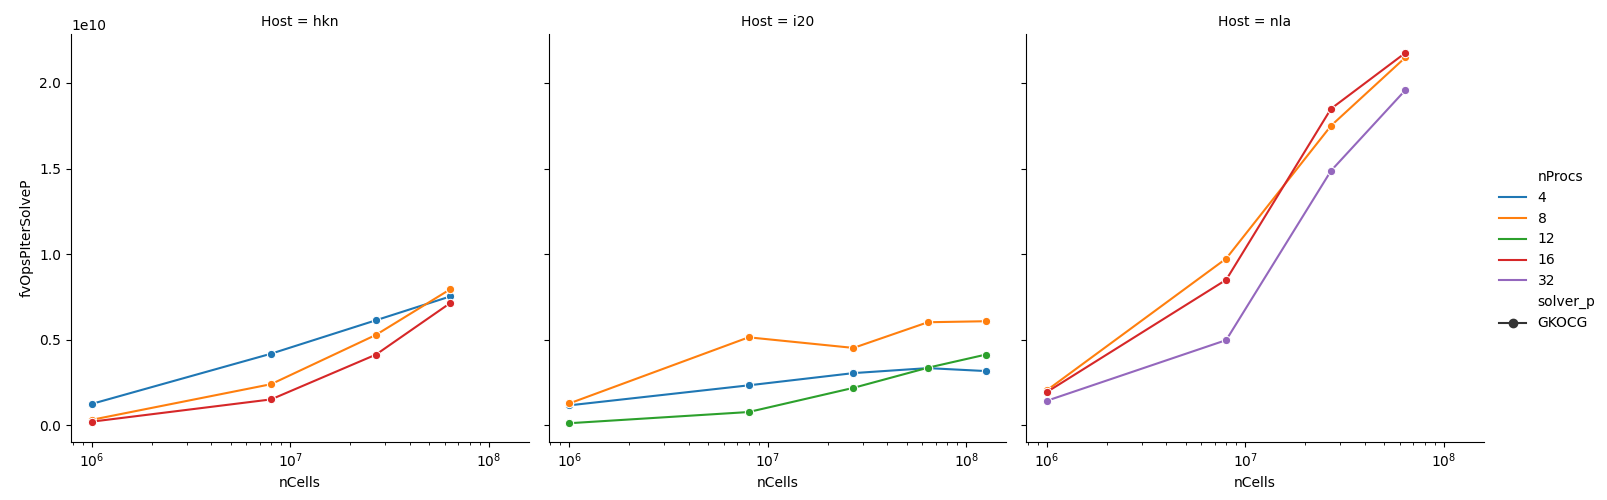 1e10
Host = hkn
Host = i20
Host = nla
fvOpsPIterSolveP
2.0
1.5
1.0
0.5
0.0
10^6
10^7
10^8
nCells
10^6
10^7
10^8
nCells
10^6
10^7
10^8
nCells
nProcs
4
8
12
16
32
solver_p
GKOCG